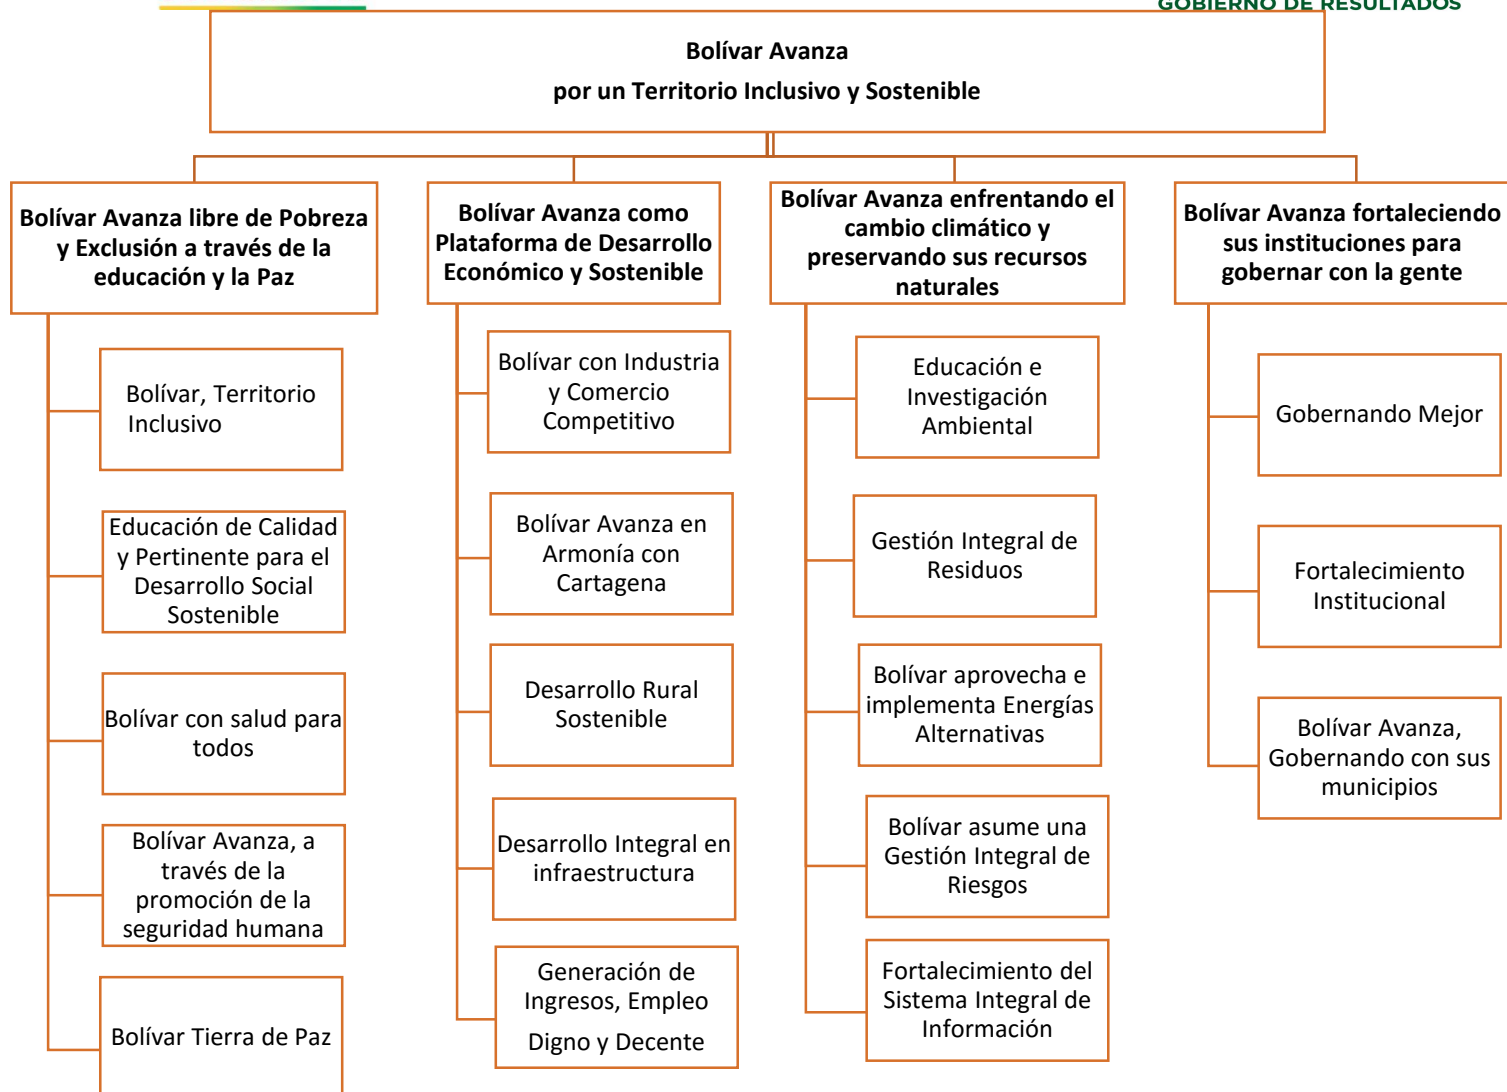 GOBIERNO DE RESULTADOS
Bolívar Avanza
por un Territorio Inclusivo y Sostenible
Bolívar Avanza libre de Pobreza
y Exclusión a través de la
educación y la Paz
Bolívar, Territorio
Inclusivo
Educación de Calidad
y Pertinente para el
Desarrollo Social
Sostenible
Bolívar con salud para
todos
Bolívar Avanza, a
través de la
promoción de la
seguridad humana
Bolívar Tierra de Paz
Bolívar Avanza como
Plataforma de Desarrollo
Económico y Sostenible
Bolívar con Industria
y Comercio
Competitivo
Bolívar Avanza en
Armonía con
Cartagena
Desarrollo Rural
Sostenible
Desarrollo Integral en
infraestructura
Generación de
Ingresos, Empleo
Digno y Decente
Bolívar Avanza enfrentando el
cambio climático y
preservando sus recursos
naturales
Educación e
Investigación
Ambiental
Gestión Integral de
Residuos
Bolívar aprovecha e
implementa Energías
Alternativas
Bolívar asume una
Gestión Integral de
Riesgos
Fortalecimiento del
Sistema Integral de
Información
Bolívar Avanza fortaleciendo
sus instituciones para
gobernar con la gente
Gobernando Mejor
Fortalecimiento
Institucional
Bolívar Avanza,
Gobernando con sus
municipios